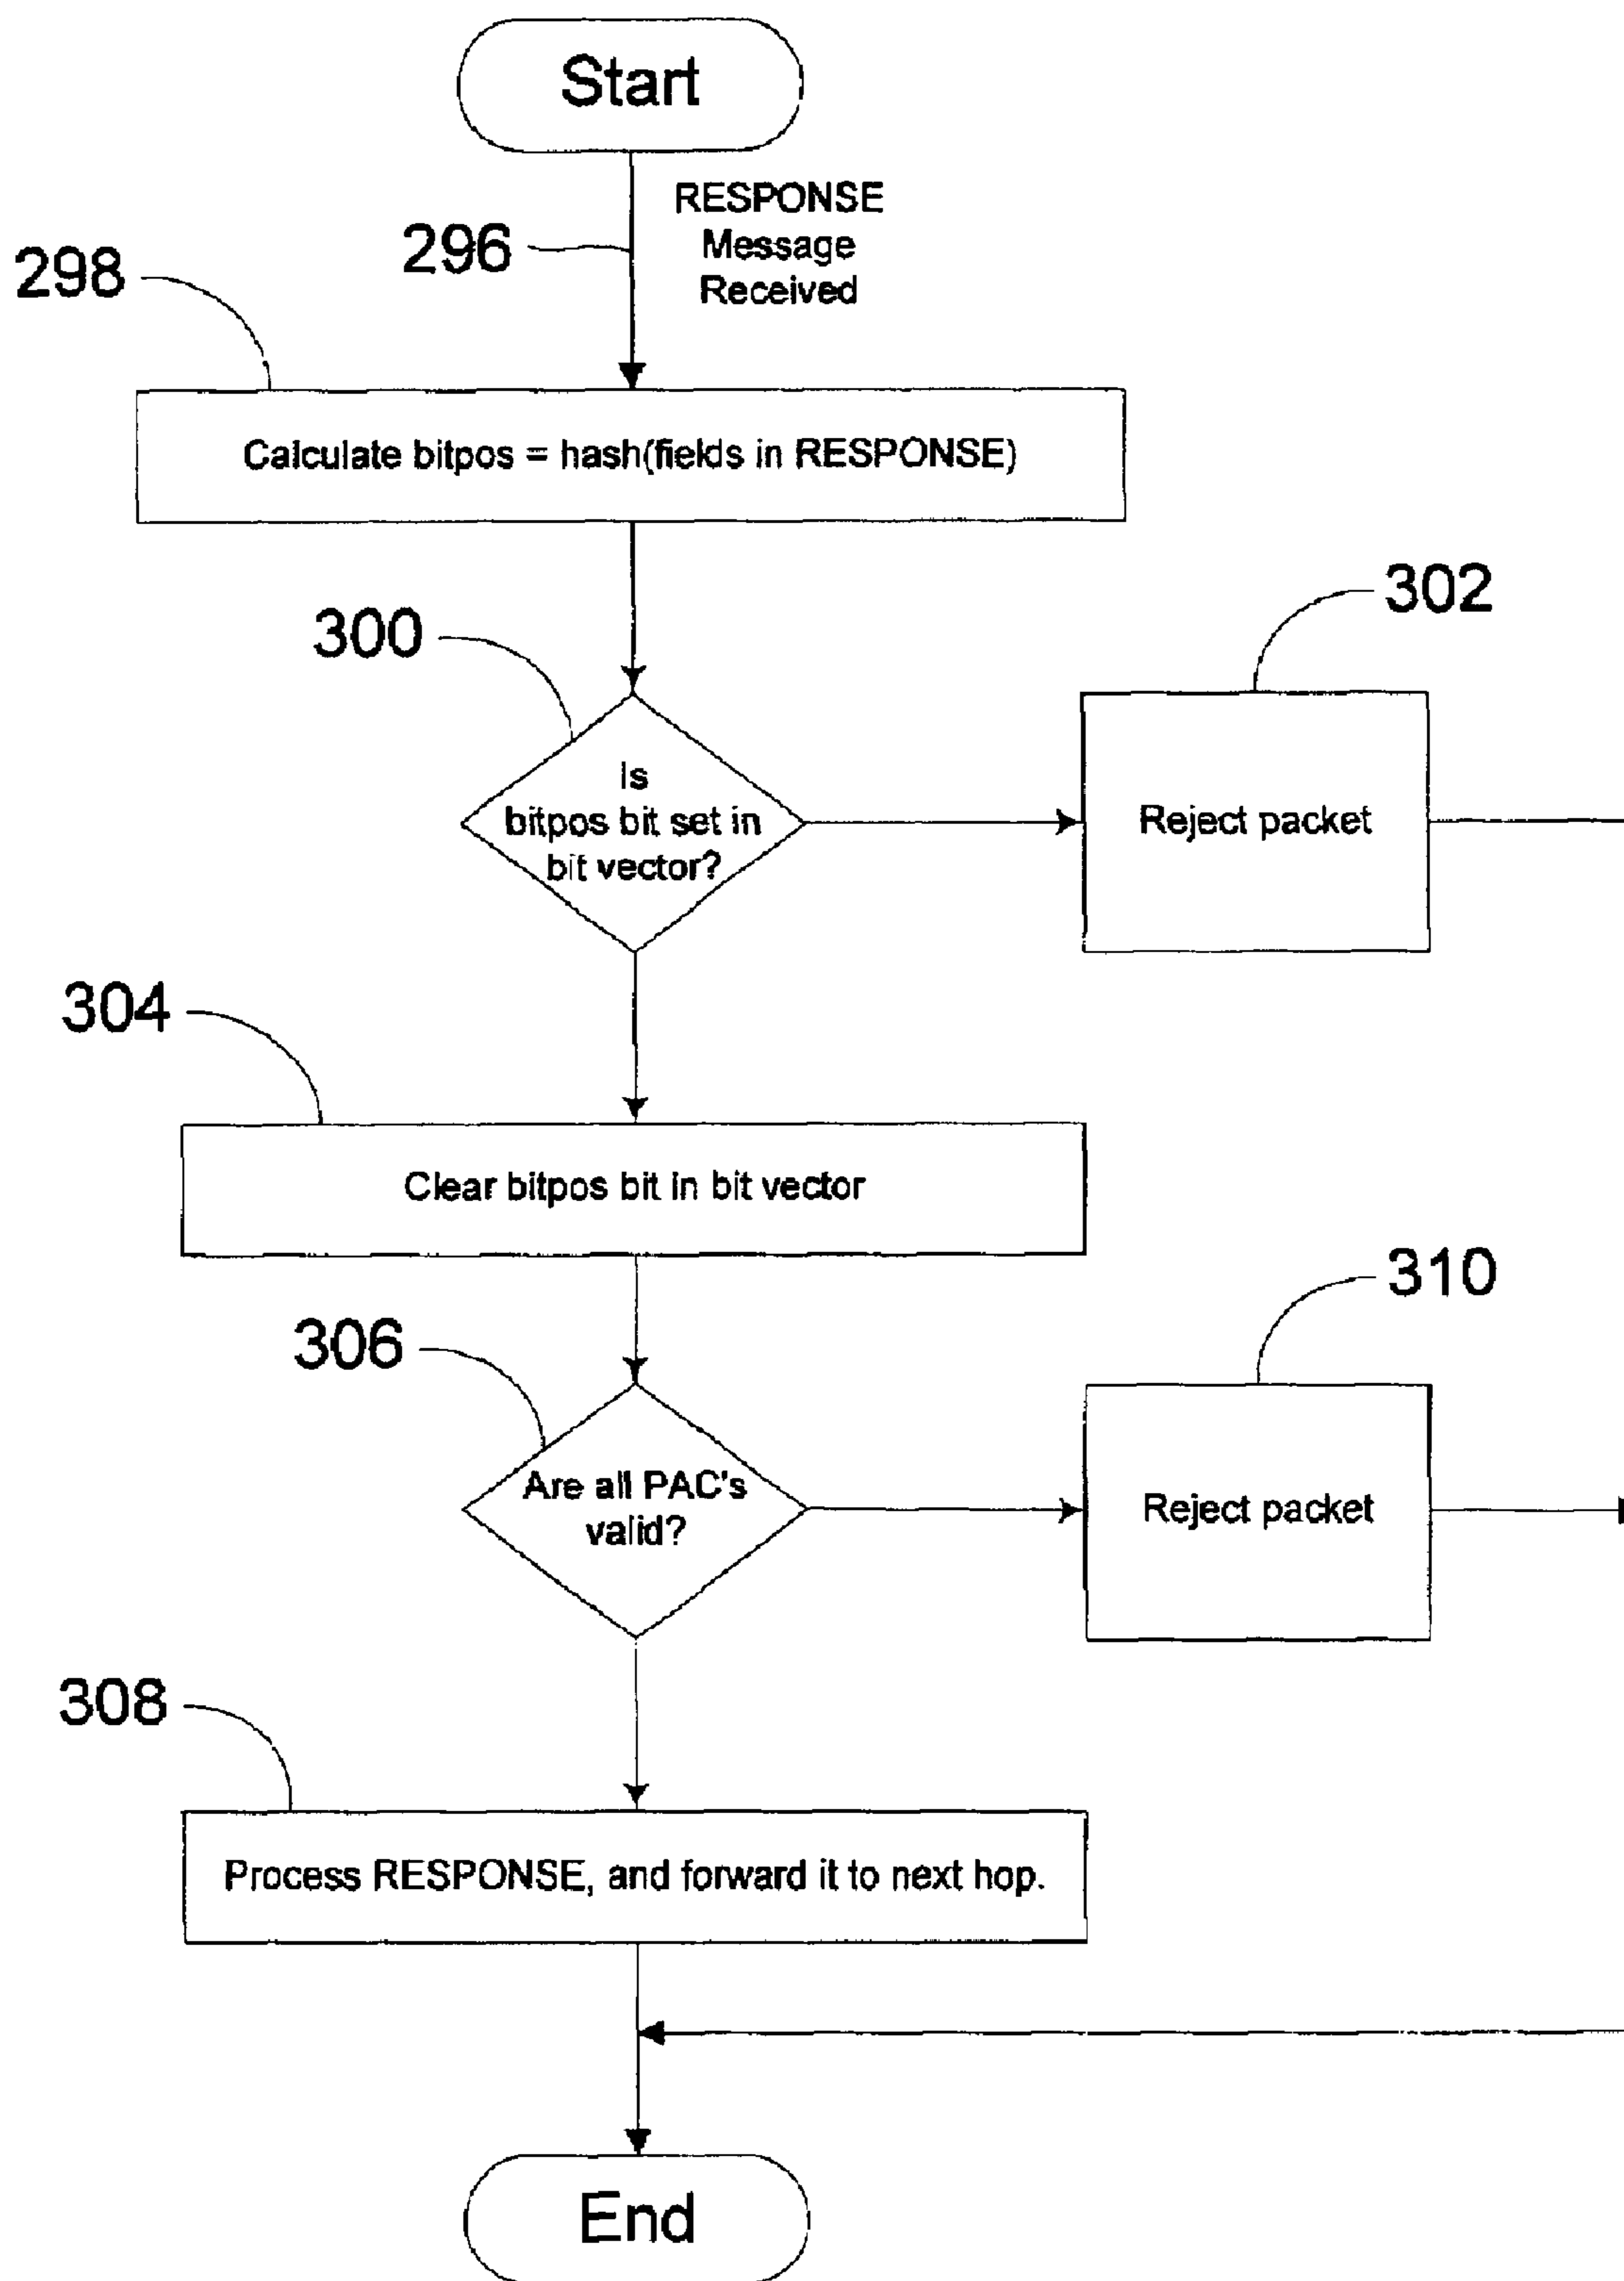 Start
RESPONSE
Message
Received
296
298
Calculate bitpos = hash(fields in RESPONSE)
300
302
Is
bitpos bit set in
bit vector?
Reject packet
304
Clear bitpos bit in bit vector
306
310
Are all PAC's
valid?
Reject packet
308
Process RESPONSE, and forward it to next hop.
End